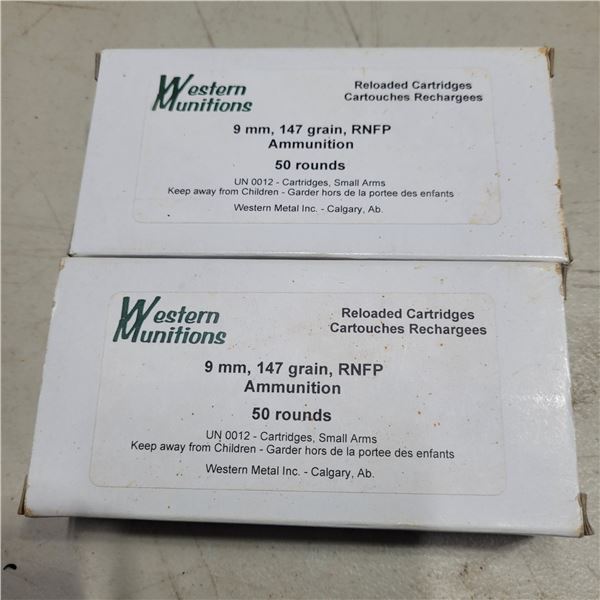 Western
Munitions
Reloaded Cartridges
Cartouches Rechargees
9 mm, 147 grain, RNFP
Ammunition
50 rounds
UN 0012 - Cartridges, Small Arms
Keep away from Children - Garder hors de la portee des enfants
Western Metal Inc. - Calgary, Ab.
Western
Munitions
Reloaded Cartridges
Cartouches Rechargees
9 mm, 147 grain, RNFP
Ammunition
50 rounds
UN 0012 - Cartridges, Small Arms
Keep away from Children - Garder hors de la portee des enfants
Western Metal Inc. - Calgary, Ab.